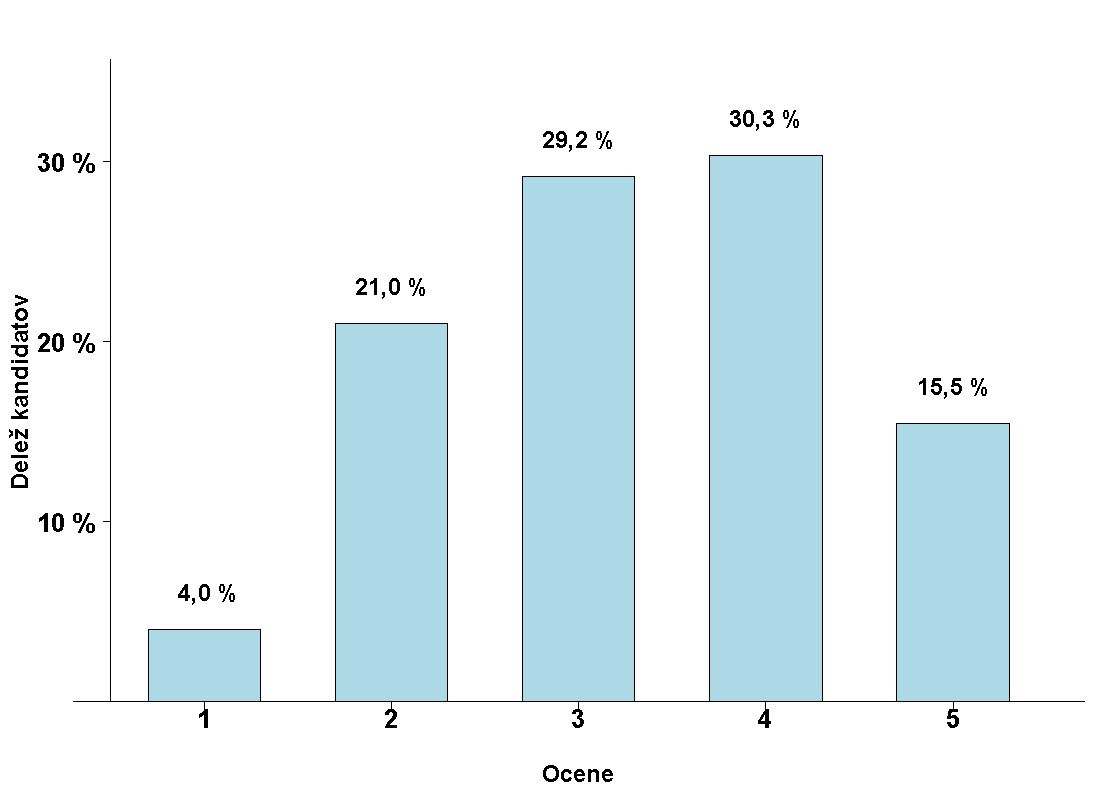 30,3 %
29,2 %
30 %
21,0 %
20 %
15,5 %
10 %
4,0 %
Delež kandidatov
1 2 3 4 5
Ocene